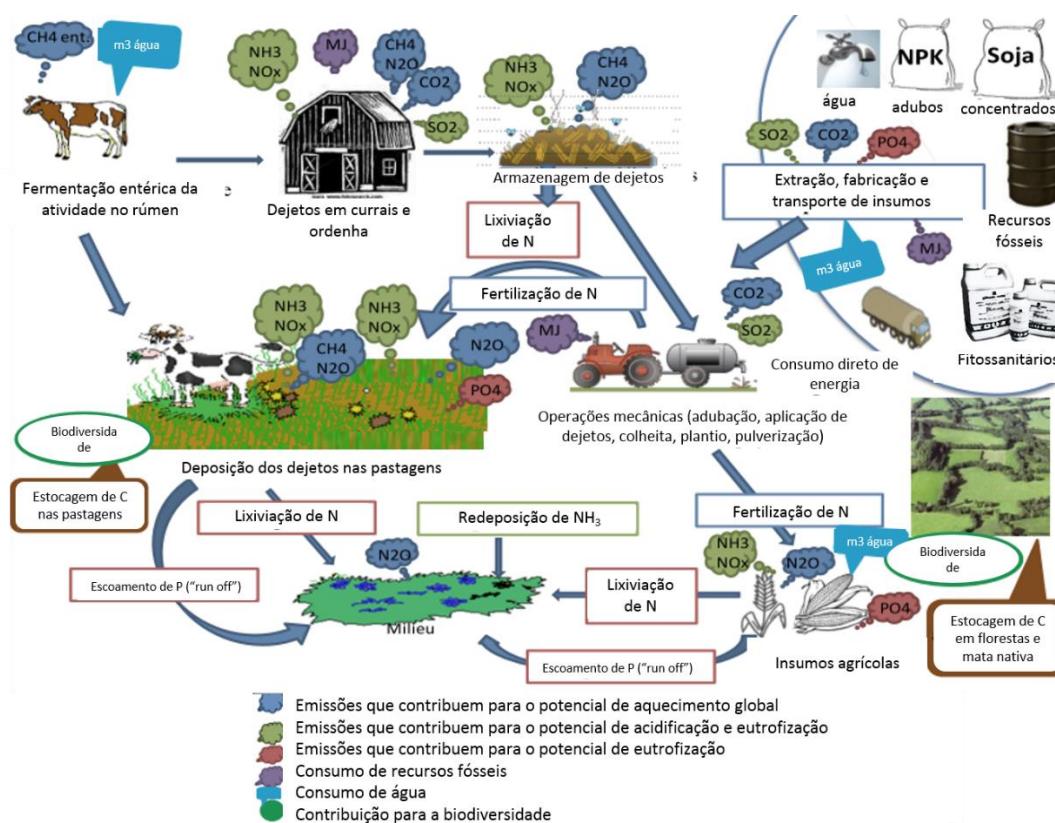 CH4 ent.
m3 água
NH3
NOx
MJ
CH4
N2O
CO2
SO2
NH3
NOx
CH4
N2O
água
NPK
adubos
Soja
concentrados
SO2
CO2
PO4
Extração, fabricação e
transporte de insumos
Recursos
fósseis
MJ
m3 água
Fitossanitários
Fermentação entérica da
atividade no rúmen
Dejetos em currais e
ordenha
Armazenagem de dejetos
Lixiviação
de N
Fertilização de N
CO2
SO2
Consumo direto de
energia
NH3
NOx
CH4
N2O
NH3
NOx
N2O
PO4
MJ
Operações mecânicas (adubação, aplicação de
dejetos, colheita, plantio, pulverização)
Biodiversida
de
Estocagem de C
nas pastagens
Deposição dos dejetos nas pastagens
Lixiviação de N
Redeposição de NH3
Fertilização de N
N2O
NH3
NOx
N2O
m3 água
Biodiversida
de
Escoamento de P ("run off")
Milieu
Lixiviação
de N
PO4
Escoamento de P ("run off")
Insumos agrícolas
Estocagem de C
em florestas e
mata nativa
Emissões que contribuem para o potencial de aquecimento global
Emissões que contribuem para o potencial de acidificação e eutrofização
Emissões que contribuem para o potencial de eutrofização
Consumo de recursos fósseis
Consumo de água
Contribuição para a biodiversidade